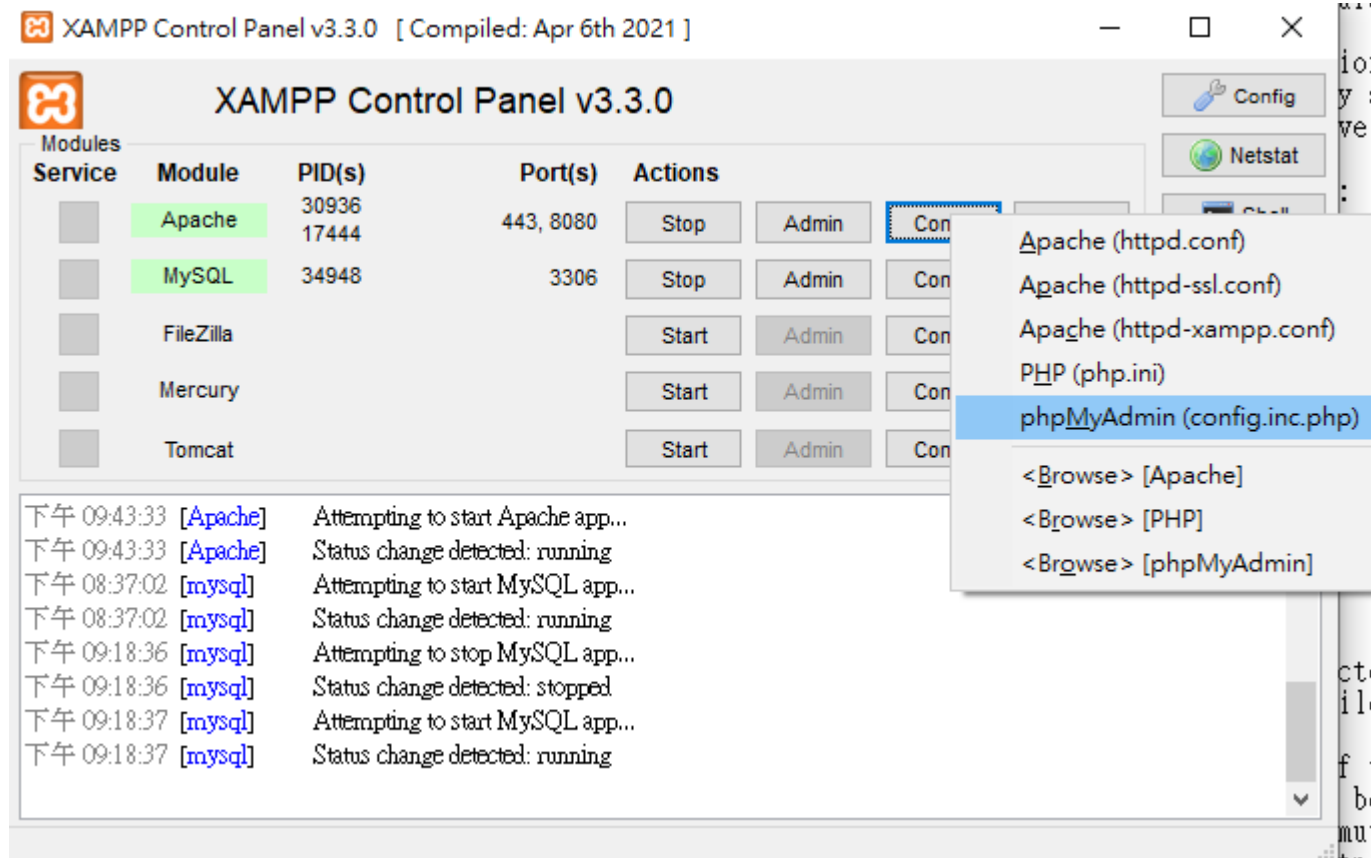 XAMPP Control Panel v3.3.0 [ Compiled: Apr 6th 2021 ]
XAMPP Control Panel v3.3.0
Config
Netstat
Shell
Modules
Service Module PID(s) Port(s) Actions
Apache 30936 17444 443, 8080 Stop Admin Con
MySQL 34948 3306 Stop Admin Con
FileZilla Start Admin Con
Mercury Start Admin Con
Tomcat Start Admin Con
Apache (httpd.conf)
Apache (httpd-ssl.conf)
Apache (httpd-xampp.conf)
PHP (php.ini)
phpMyAdmin (config.inc.php)
<Browse> [Apache]
<Browse> [PHP]
<Browse> [phpMyAdmin]
下午 09:43:33 [Apache] Attempting to start Apache app...
下午 09:43:33 [Apache] Status change detected: running
下午 08:37:02 [mysql] Attempting to start MySQL app...
下午 08:37:02 [mysql] Status change detected: running
下午 09:18:36 [mysql] Attempting to stop MySQL app...
下午 09:18:36 [mysql] Status change detected: stopped
下午 09:18:37 [mysql] Attempting to start MySQL app...
下午 09:18:37 [mysql] Status change detected: running